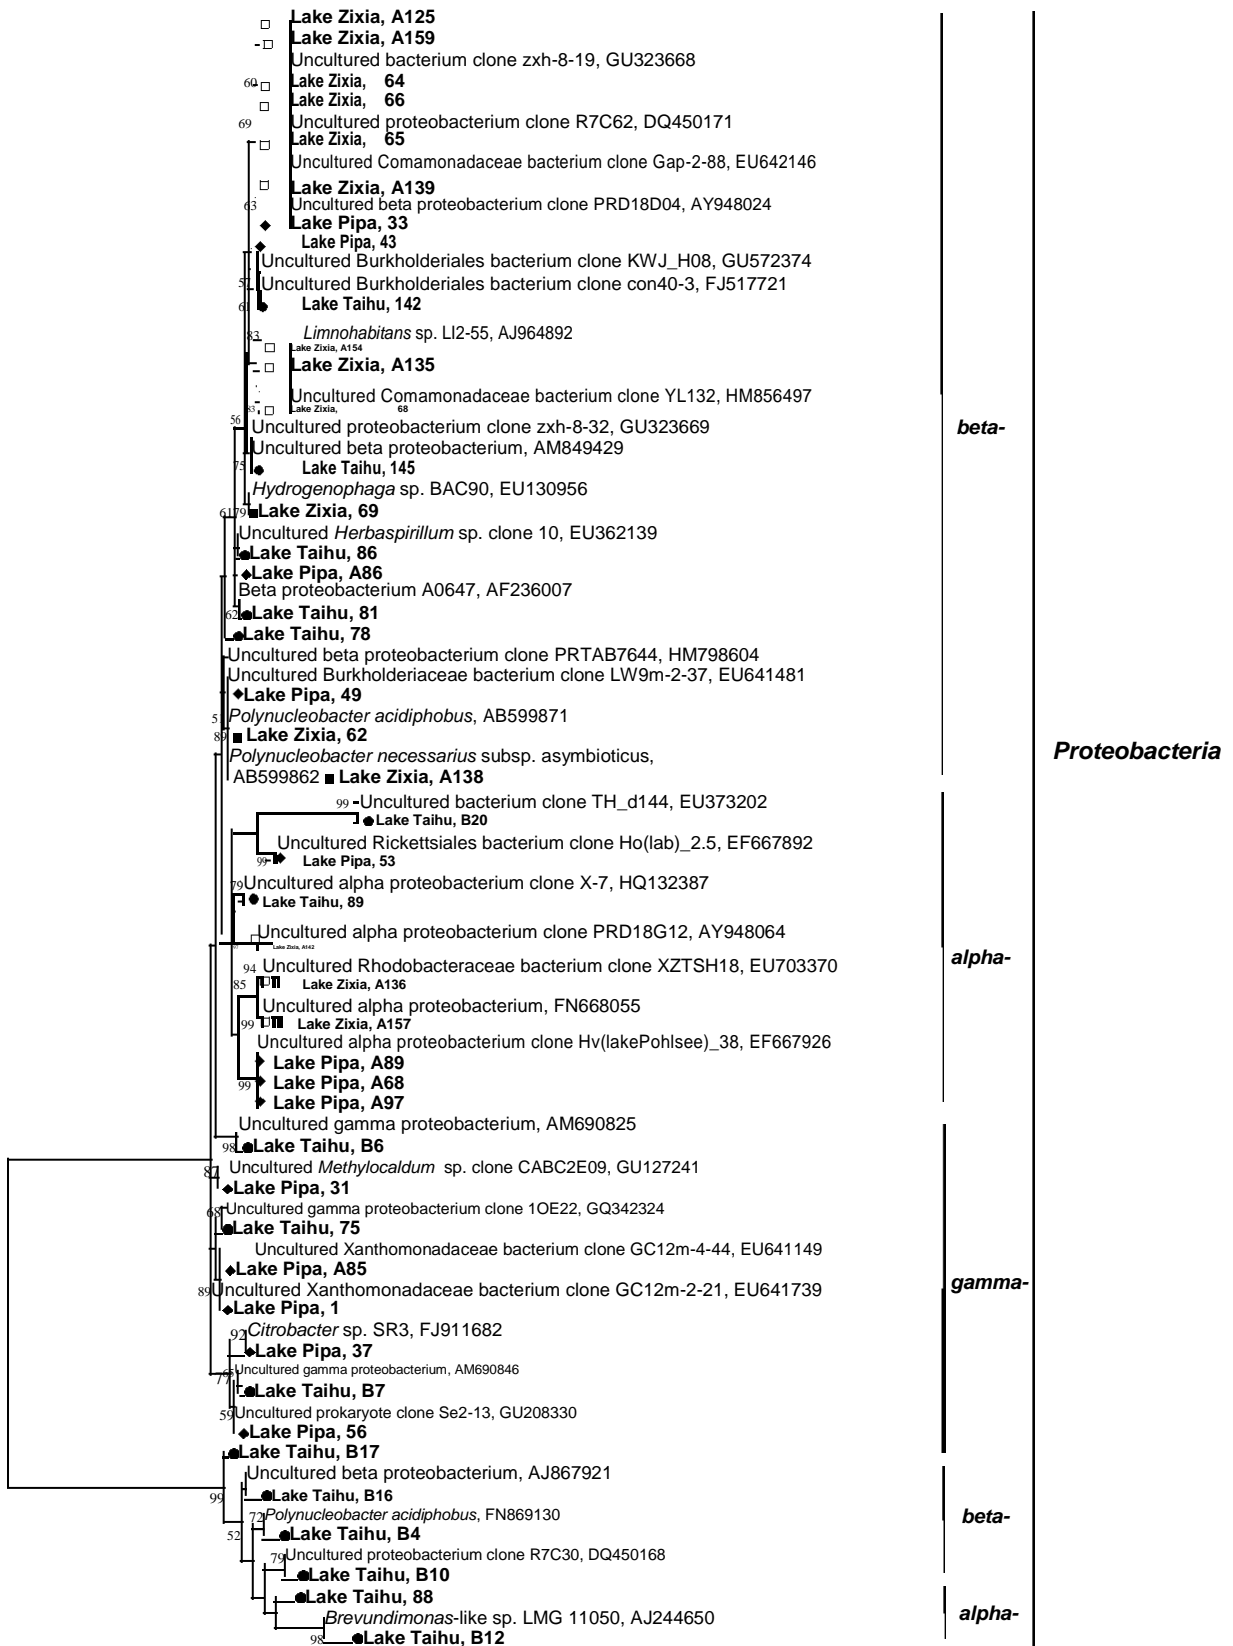 Lake Zixia, A125
Lake Zixia, A159
Uncultured bacterium clone zxh-8-19, GU323668
60 Lake Zixia, 64
Lake Zixia, 66
69 Uncultured proteobacterium clone R7C62, DQ450171
Lake Zixia, 65
Uncultured Comamonadaceae bacterium clone Gap-2-88, EU642146
Lake Zixia, A139
63 Uncultured beta proteobacterium clone PRD18D04, AY948024
Lake Pipa, 33
Lake Pipa, 43
Uncultured Burkholderiales bacterium clone KWJ_H08, GU572374
57 Uncultured Burkholderiales bacterium clone con40-3, FJ517721
61 Lake Taihu, 142
83 Limnohabitans sp. LI2-55, AJ964892
Lake Zixia, A154
Lake Zixia, A135
Uncultured Comamonadaceae bacterium clone YL132, HM856497
83 Lake Zixia, 68
56 Uncultured proteobacterium clone zxh-8-32, GU323669
beta-
Uncultured beta proteobacterium, AM849429
75 Lake Taihu, 145
Hydrogenophaga sp. BAC90, EU130956
6179 Lake Zixia, 69
Uncultured Herbaspirillum sp. clone 10, EU362139
Lake Taihu, 86
Lake Pipa, A86
Beta proteobacterium A0647, AF236007
62 Lake Taihu, 81
Lake Taihu, 78
Uncultured beta proteobacterium clone PRTAB7644, HM798604
Uncultured Burkholderiaceae bacterium clone LW9m-2-37, EU641481
Lake Pipa, 49
5 Polynucleobacter acidiphobus, AB599871
89 Lake Zixia, 62
Polynucleobacter necessarius subsp. asymbioticus,
Proteobacteria
AB599862 Lake Zixia, A138
99 Uncultured bacterium clone TH_d144, EU373202
Lake Taihu, B20
Uncultured Rickettsiales bacterium clone Ho(lab)_2.5, EF667892
99 Lake Pipa, 53
79 Uncultured alpha proteobacterium clone X-7, HQ132387
Lake Taihu, 89
Uncultured alpha proteobacterium clone PRD18G12, AY948064
Lake Zixia, A142
alpha-
94 Uncultured Rhodobacteraceae bacterium clone XZTSH18, EU703370
85 Lake Zixia, A136
Uncultured alpha proteobacterium, FN668055
99 Lake Zixia, A157
Uncultured alpha proteobacterium clone Hv(lakePohlsee)_38, EF667926
Lake Pipa, A89
99 Lake Pipa, A68
Lake Pipa, A97
Uncultured gamma proteobacterium, AM690825
98 Lake Taihu, B6
87 Uncultured Methylocaldum sp. clone CABC2E09, GU127241
Lake Pipa, 31
68 Uncultured gamma proteobacterium clone 1OE22, GQ342324
Lake Taihu, 75
Uncultured Xanthomonadaceae bacterium clone GC12m-4-44, EU641149
Lake Pipa, A85
gamma-
89 Uncultured Xanthomonadaceae bacterium clone GC12m-2-21, EU641739
Lake Pipa, 1
92 Citrobacter sp. SR3, FJ911682
Lake Pipa, 37
77 65 Uncultured gamma proteobacterium, AM690846
Lake Taihu, B7
59 Uncultured prokaryote clone Se2-13, GU208330
Lake Pipa, 56
Lake Taihu, B17
Uncultured beta proteobacterium, AJ867921
99 Lake Taihu, B16
72 Polynucleobacter acidiphobus, FN869130
beta-
52 Lake Taihu, B4
79 Uncultured proteobacterium clone R7C30, DQ450168
Lake Taihu, B10
Lake Taihu, 88
alpha-
Brevundimonas-like sp. LMG 11050, AJ244650
98 Lake Taihu, B12